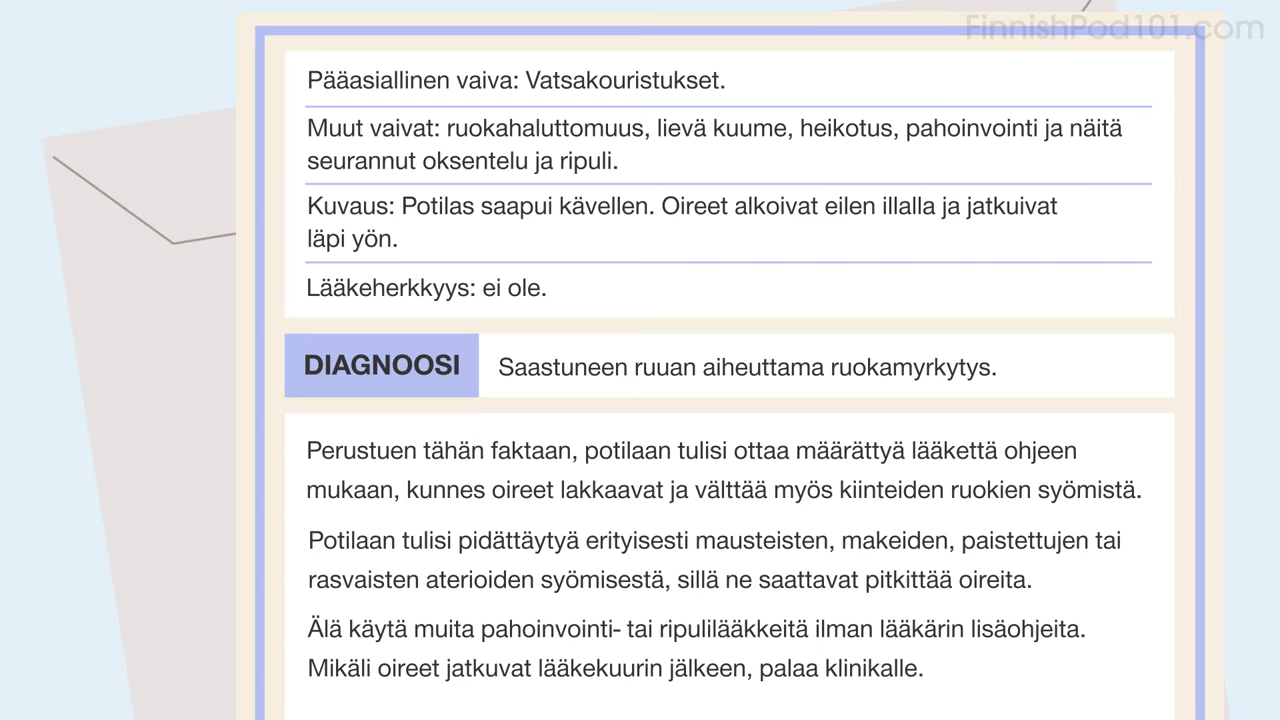 FinnishPod101.com
Pääasiallinen vaiva: Vatsakouristukset.
Muut vaivat: ruokahaluttomuus, lievä kuume, heikotus, pahoinvointi ja näitä
seurannut oksentelu ja ripuli.
Kuvaus: Potilas saapui kävellen. Oireet alkoivat eilen illalla ja jatkuivat
läpi yön.
Lääkeherkkyys: ei ole.
DIAGNOOSI
Saastuneen ruuan aiheuttama ruokamyrkytys.
Perustuen tähän faktaan, potilaan tulisi ottaa määrättyä lääkettä ohjeen
mukaan, kunnes oireet lakkaavat ja välttää myös kiinteiden ruokien syömistä.
Potilaan tulisi pidättäytyä erityisesti mausteisten, makeiden, paistettujen tai
rasvaisten aterioiden syömisestä, sillä ne saattavat pitkittää oireita.
Älä käytä muita pahoinvointi- tai ripulilääkkeitä ilman lääkärin lisäohjeita.
Mikäli oireet jatkuvat lääkekuurin jälkeen, palaa klinikalle.